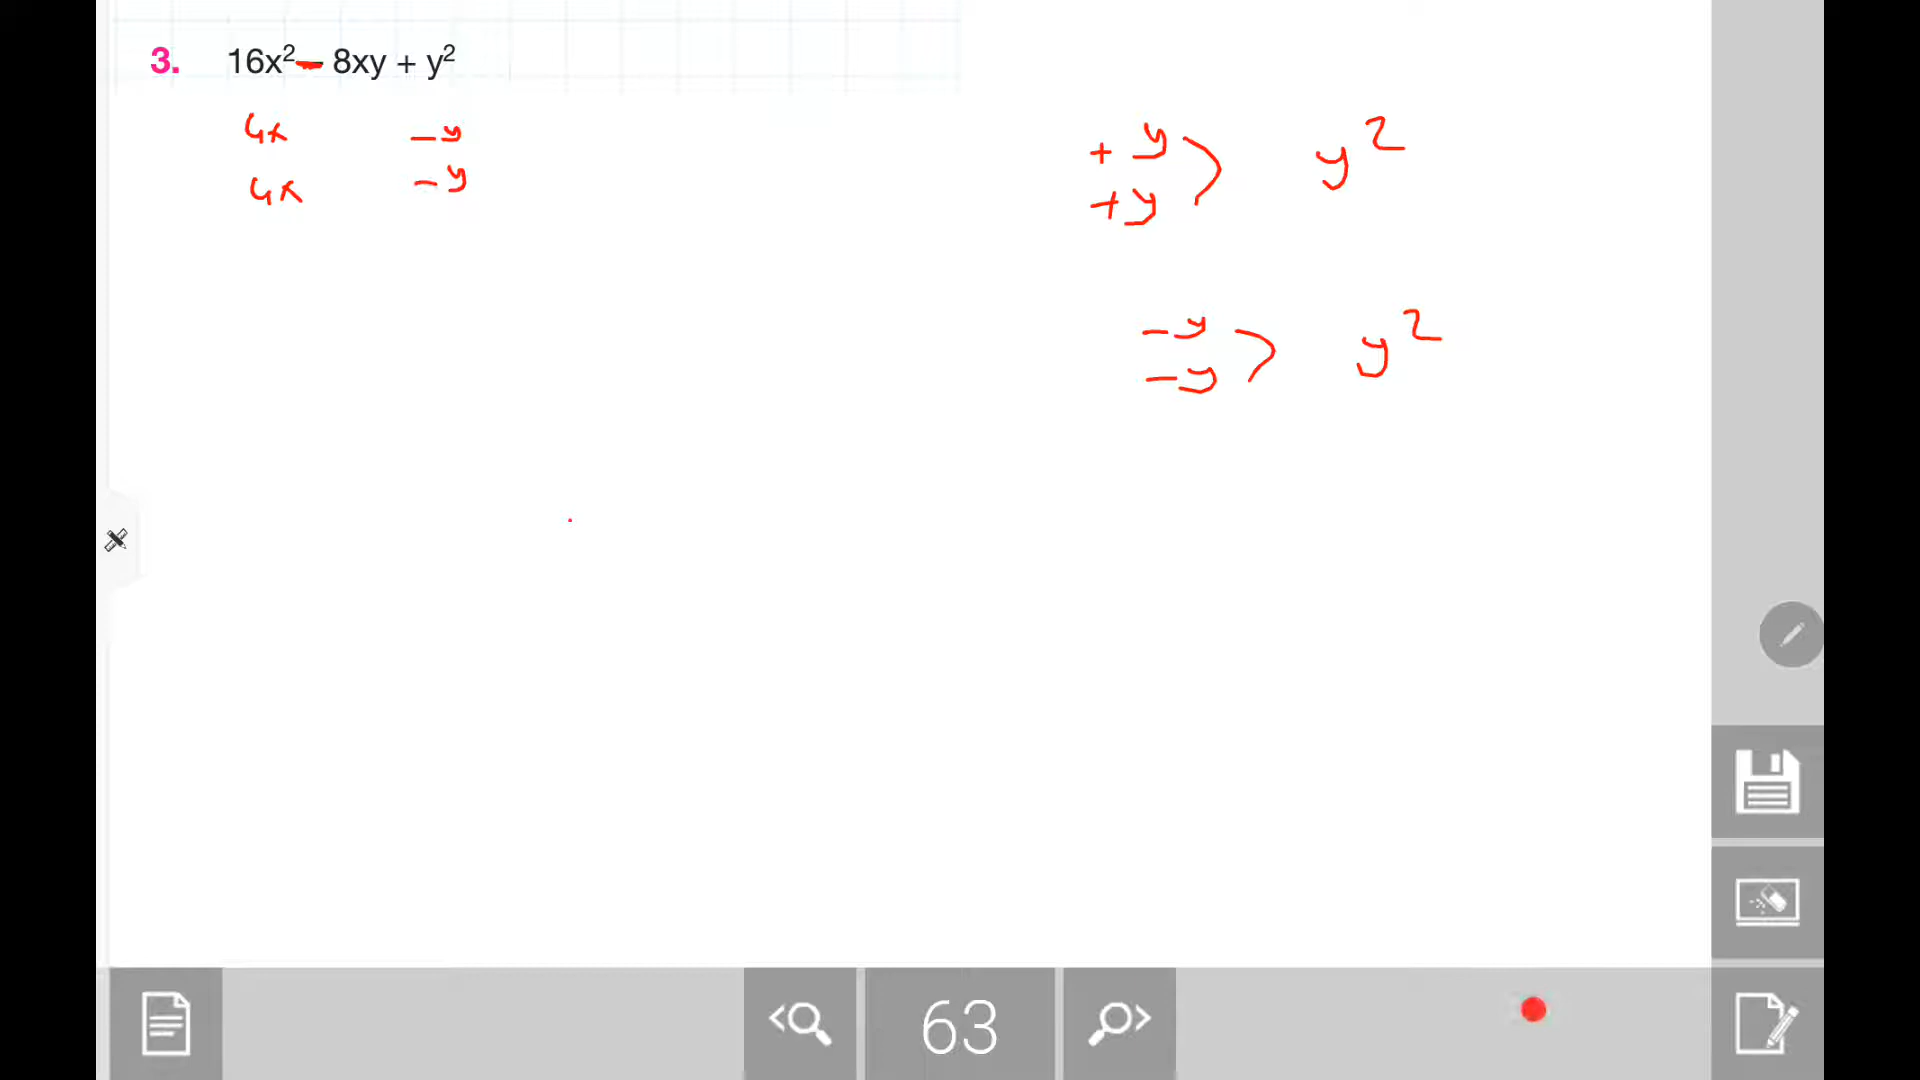 3. 16x² - 8xy + y²
4x -y
4x -y
+ y
+y
y²
-y
-y
y²
63